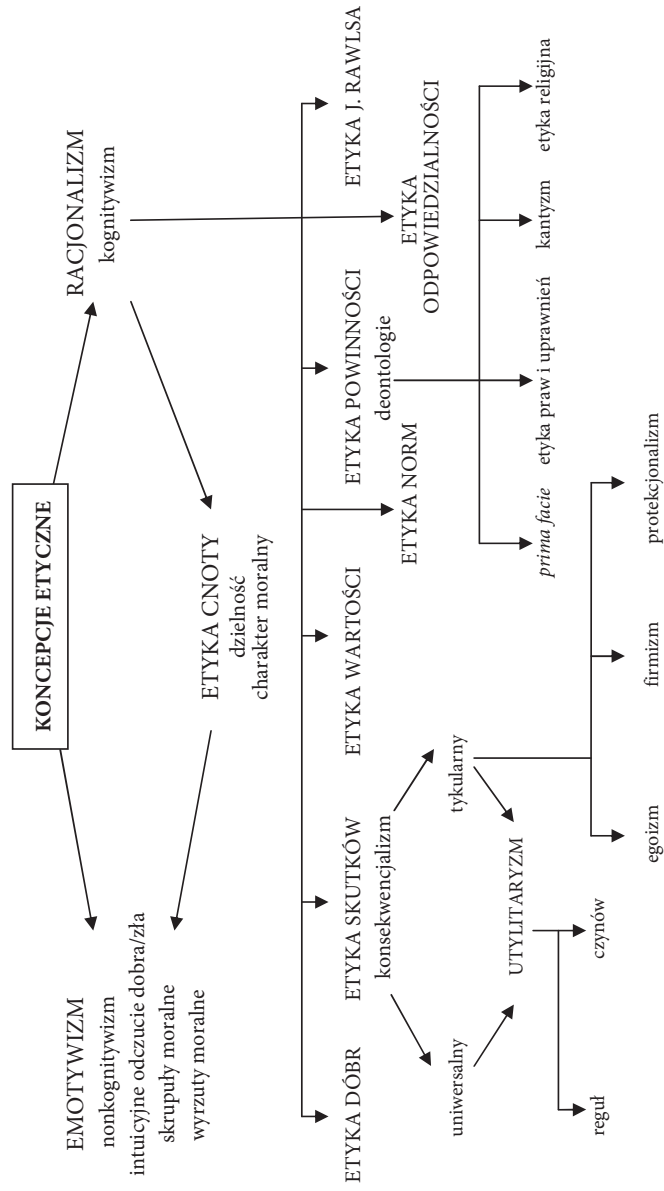 KONCEPCJE ETYCZNE
EMOTYWIZM
nonkognitywizm
intuicyjne odczucie dobra/zła
skrupuły moralne
wyrzuty moralne
RACJONALIZM
kognitywizm
ETYKA CNOTY
dzielność
charakter moralny
ETYKA DÓBR
ETYKA SKUTKÓW
konsekwencjalizm
ETYKA WARTOŚCI
ETYKA POWINNOŚCI
deontologie
ETYKA J. RAWLSA
ETYKA NORM
ETYKA
ODPOWIEDZIALNOŚCI
uniwersalny
tykularny
UTYLITARYZM
prima facie
etyka praw i uprawnień
kantyzm
etyka religijna
reguł
czynów
egoizm
firmizm
protekcjonalizm